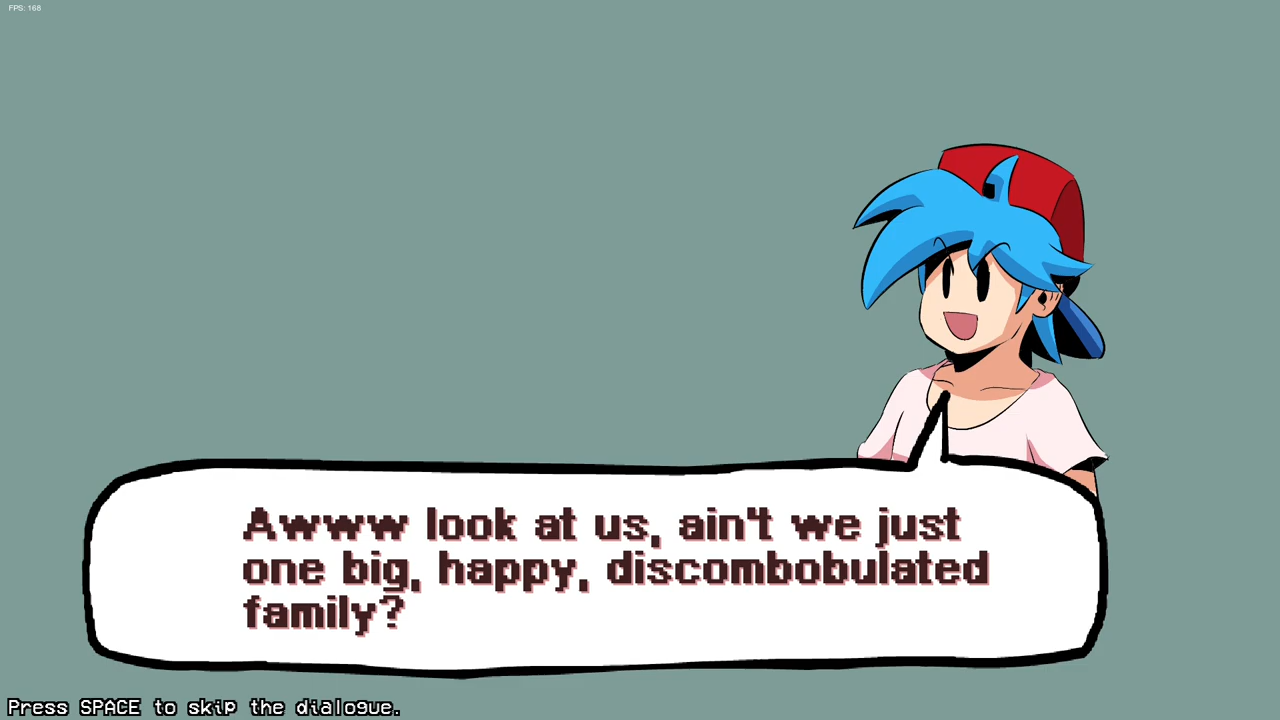 FPS: 168
Awww look at us, ain't we just
one big, happy, discombobulated
family?
Press SPACE to skip the dialogue.